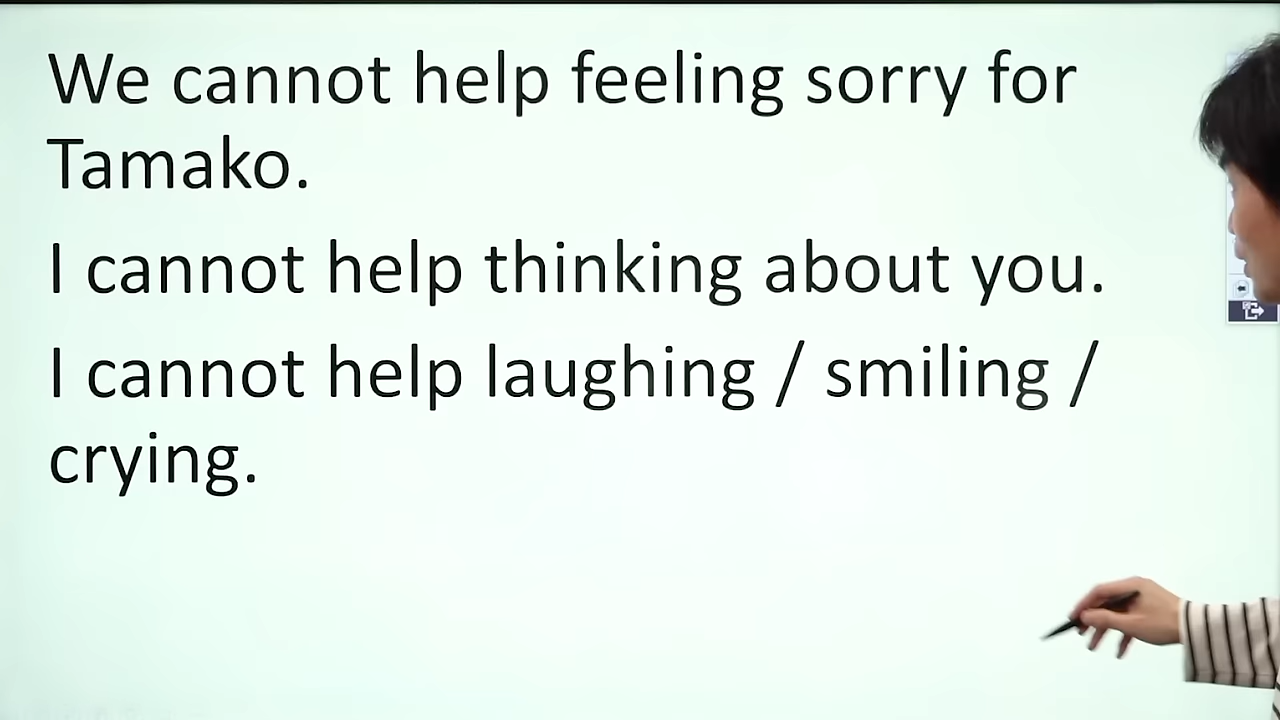 We cannot help feeling sorry for
Tamako.
I cannot help thinking about you.
I cannot help laughing / smiling /
crying.